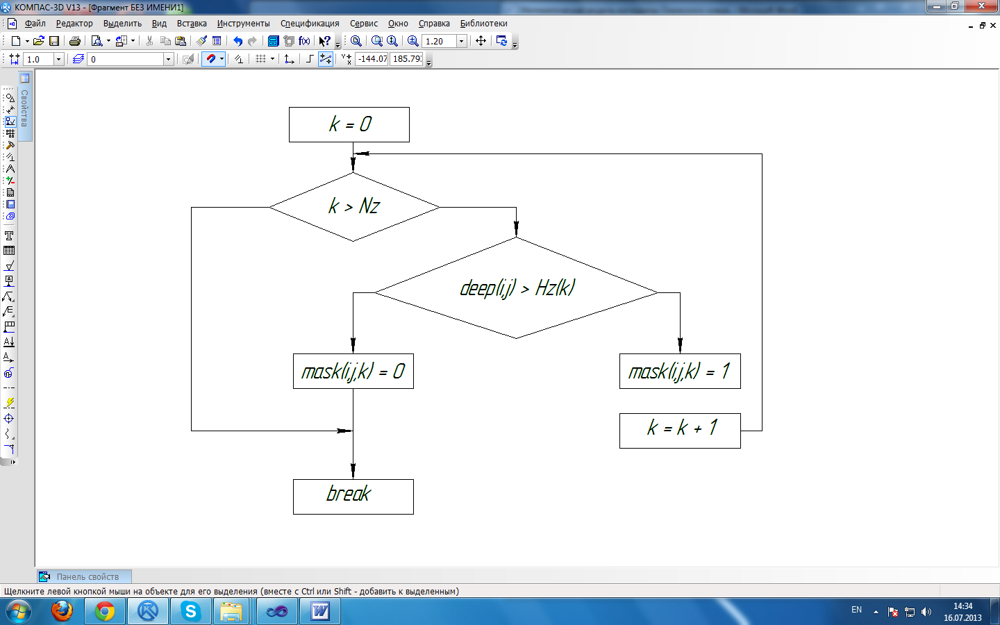 КОМПАС-3D V13 - [Фрагмент БЕЗ ИМЕНИ1]
Файл Редактор Выделить Вид Вставка Инструменты Спецификация Сервис Окно Справка Библиотеки
f(x) 1.20
1.0 0 -144.07 185.79
Свойства
k = 0
k > Nz
deep(i,j) > Hz(k)
mask(i,j,k) = 0 mask(i,j,k) = 1
k = k + 1
break
Панель свойств
Щелкните левой кнопкой мыши на объекте для его выделения (вместе с Ctrl или Shift - добавить к выделенным)
EN 14:34
16.07.2013